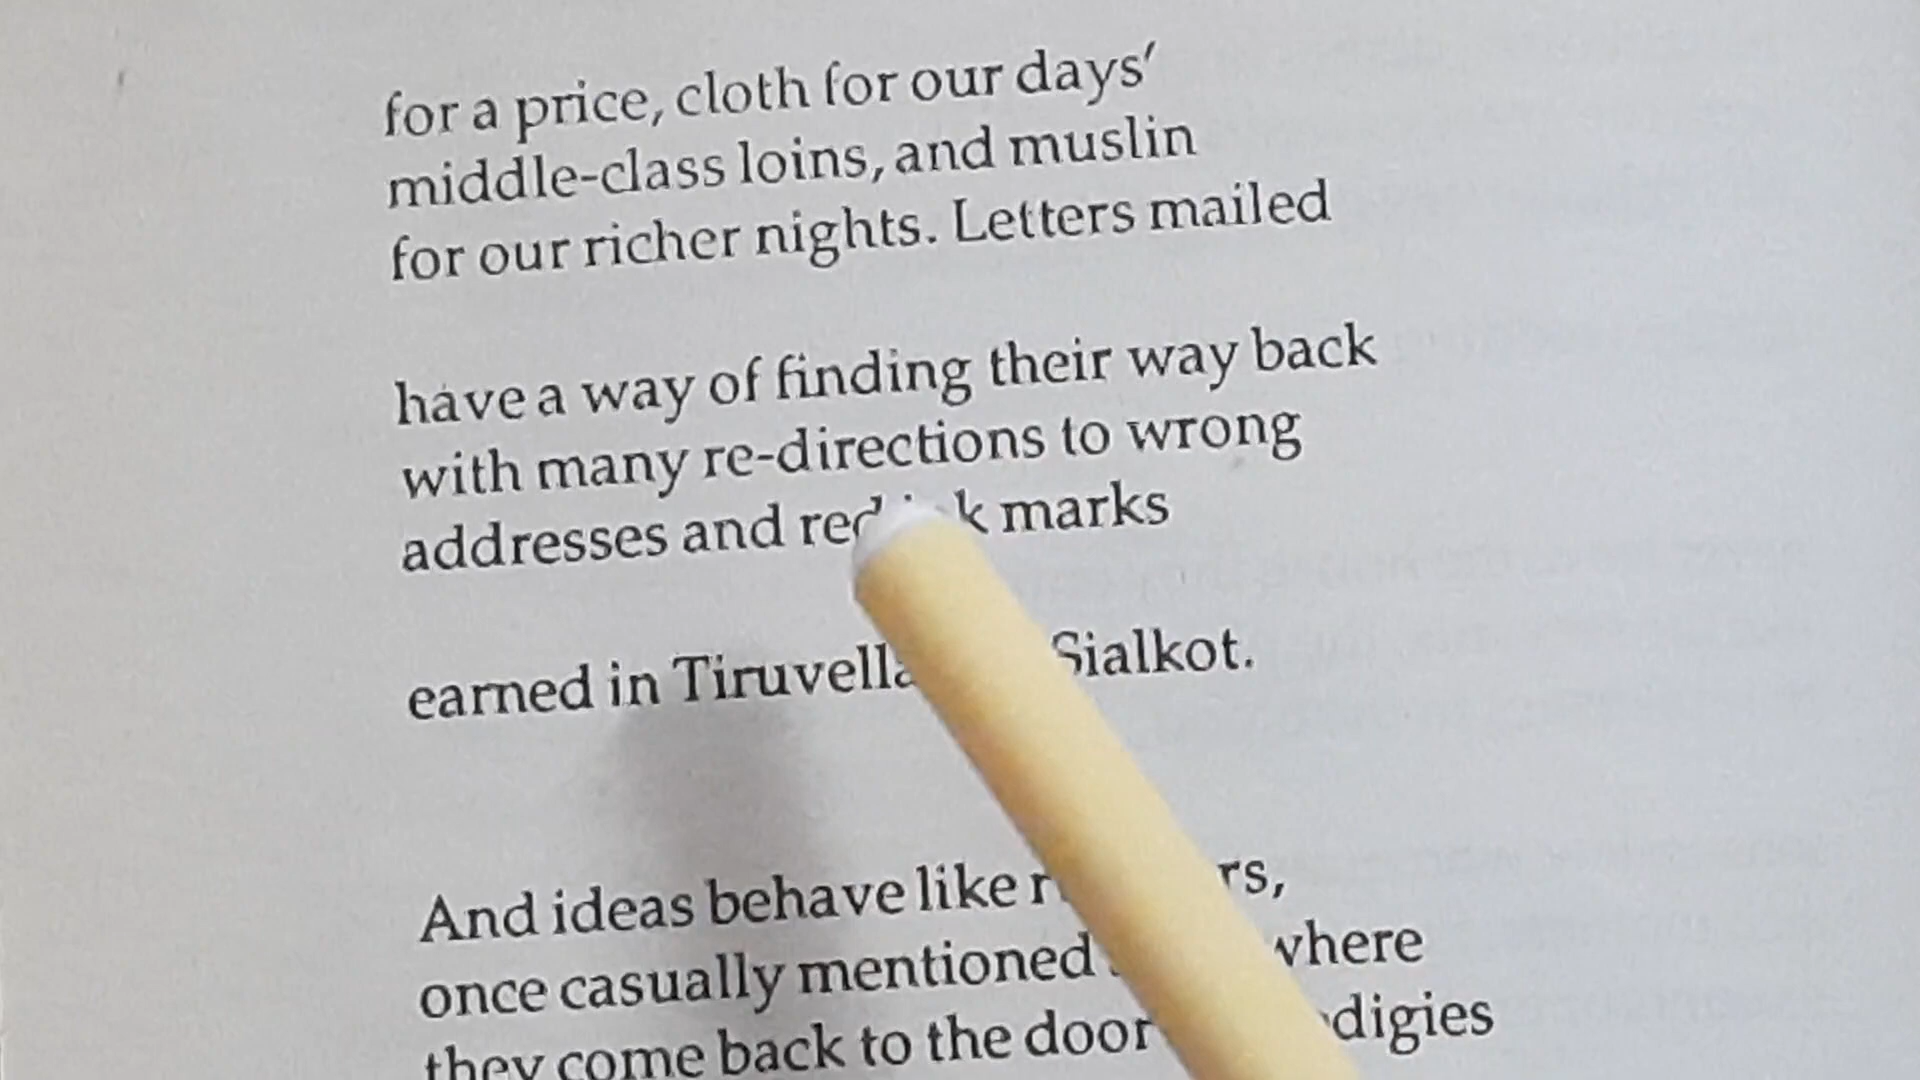 for a price, cloth for our days'
middle-class loins, and muslin
for our richer nights. Letters mailed
have a way of finding their way back
with many re-directions to wrong
addresses and red marks
earned in Sialkot.
And ideas behave like
once casually mentioned
they come back to the door